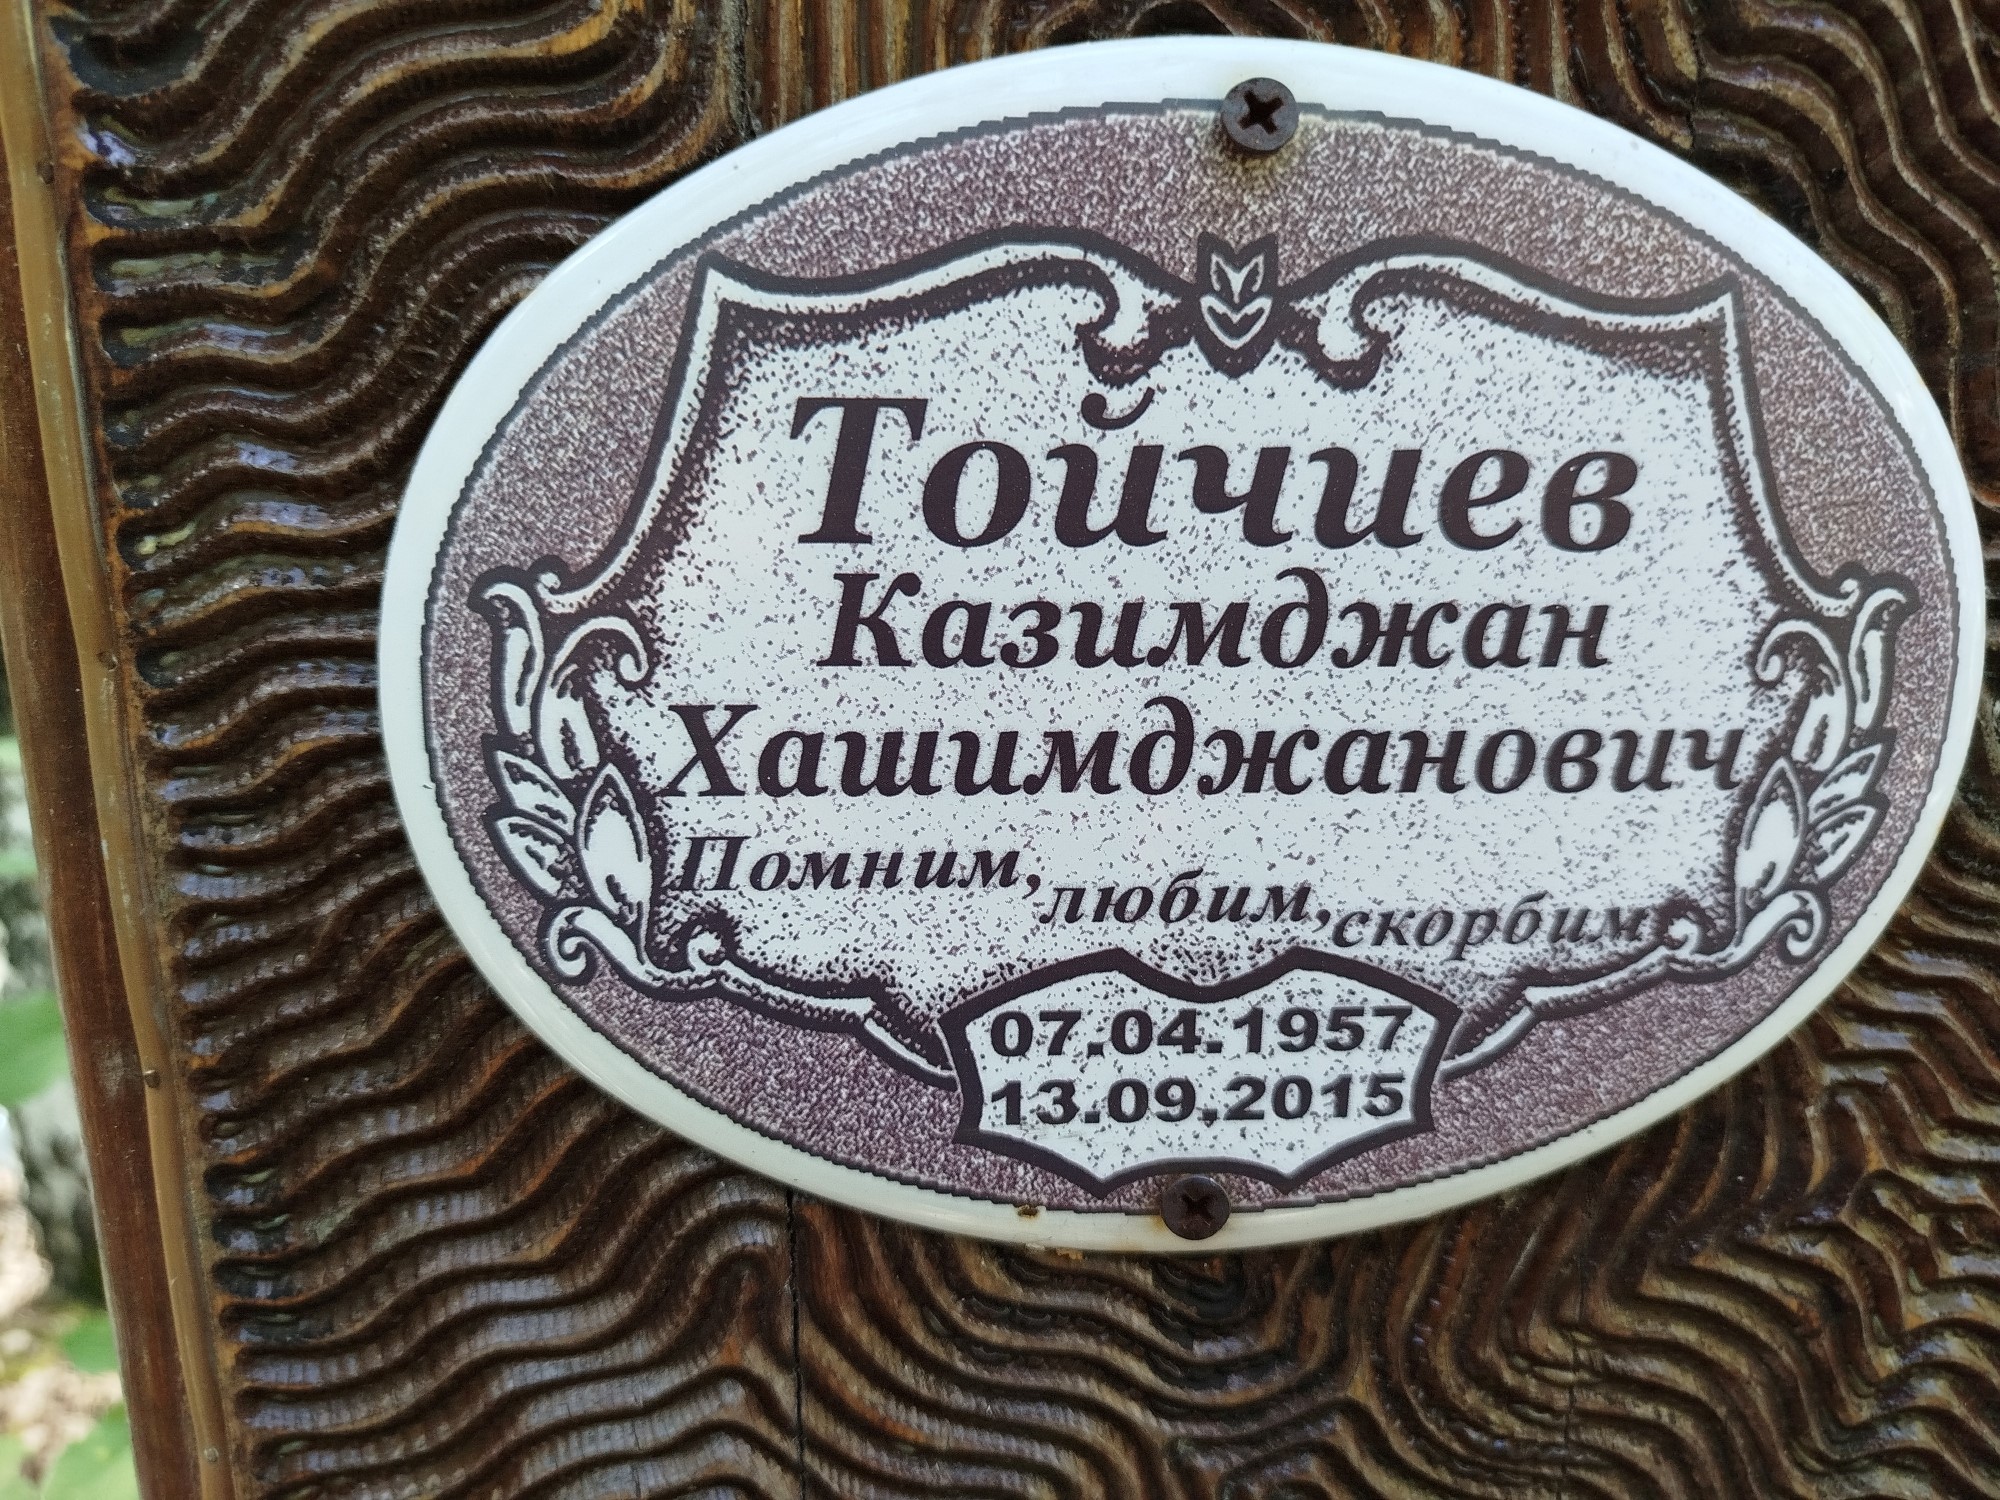 Тойчиев
Казимджан
Хашимджанович
Помним, любим, скорбим
07.04.1957
13.09.2015